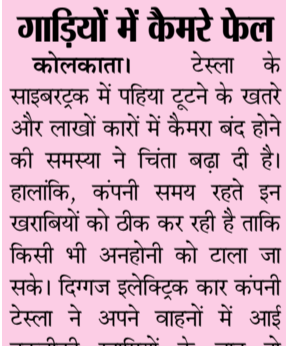 गाड़ियों में कैमरे फेल
कोलकाता। टेस्ला के
साइबरट्रक में पहिया टूटने के खतरे
और लाखों कारों में कैमरा बंद होने
की समस्या ने चिंता बढ़ा दी है।
हालांकि, कंपनी समय रहते इन
खराबियों को ठीक कर रही है ताकि
किसी भी अनहोनी को टाला जा
सके। दिग्गज इलेक्ट्रिक कार कंपनी
टेस्ला ने अपने वाहनों में आई